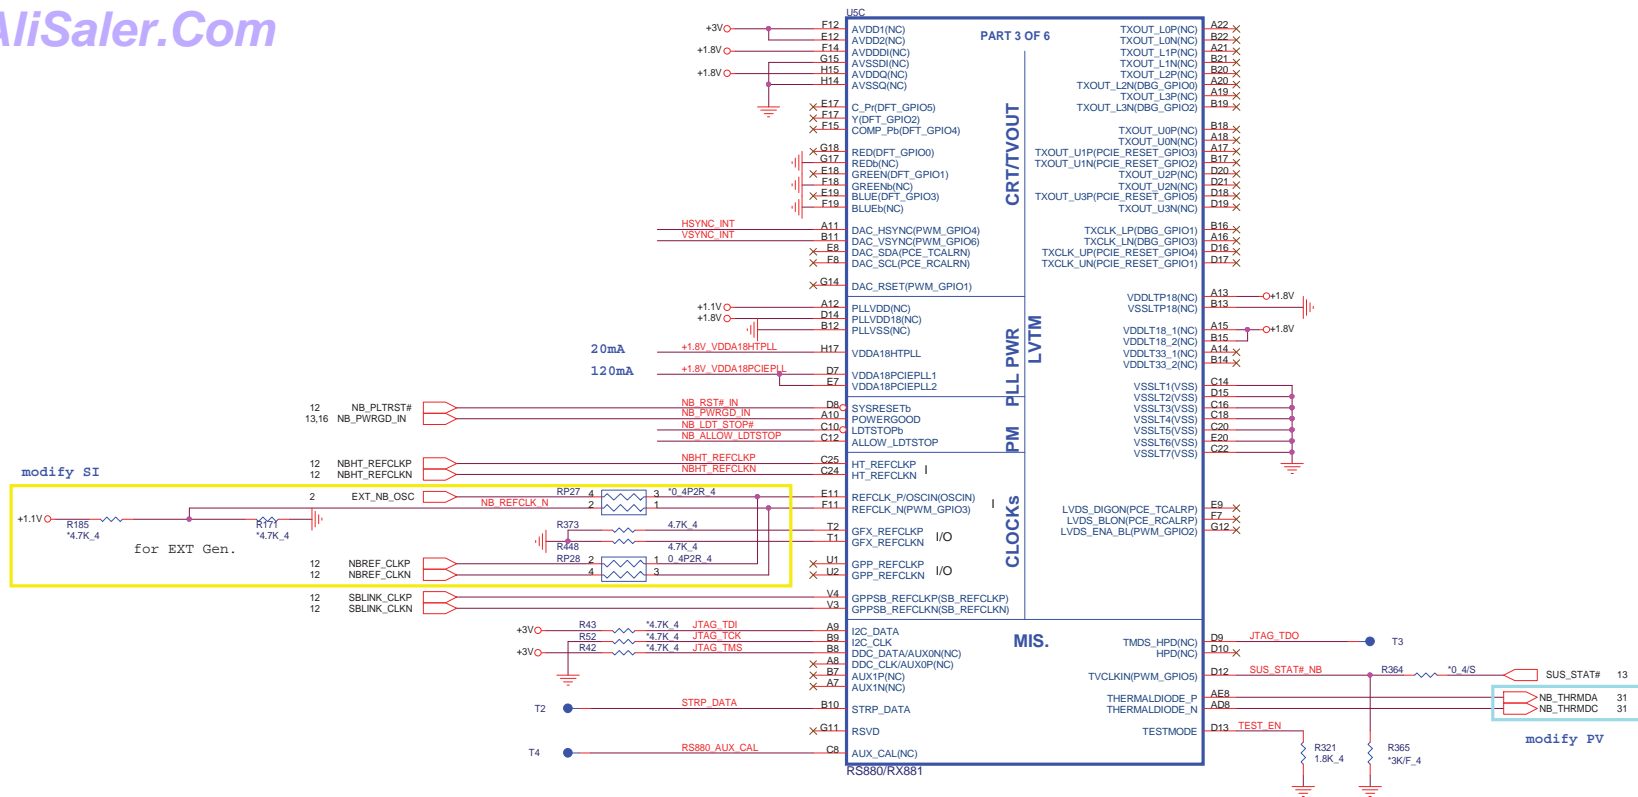 AliSaler.Com
U5C
PART 3 OF 6
CRT/TVOUT
PLL PWR
LVTM
PM
CLOCKs
MIS.
+3V F12 AVDD1(NC)
E12 AVDD2(NC)
+1.8V F14 AVDDDI(NC)
G15 AVSSDI(NC)
+1.8V H15 AVDDQ(NC)
H14 AVSSQ(NC)
E17 C_Pr(DFT_GPIO5)
F17 Y(DFT_GPIO2)
F15 COMP_Pb(DFT_GPIO4)
G18 RED(DFT_GPIO0)
G17 REDb(NC)
E18 GREEN(DFT_GPIO1)
F18 GREENb(NC)
E19 BLUE(DFT_GPIO3)
F19 BLUEb(NC)
HSYNC_INT A11 DAC_HSYNC(PWM_GPIO4)
VSYNC_INT B11 DAC_VSYNC(PWM_GPIO6)
E8 DAC_SDA(PCE_TCALRN)
F8 DAC_SCL(PCE_RCALRN)
G14 DAC_RSET(PWM_GPIO1)
+1.1V A12 PLLVDD(NC)
+1.8V D14 PLLVDD18(NC)
B12 PLLVSS(NC)
20mA +1.8V_VDDA18HTPLL H17 VDDA18HTPLL
120mA +1.8V_VDDA18PCIEPLL D7 VDDA18PCIEPLL1
E7 VDDA18PCIEPLL2
12 NB_PLTRST# NB_RST#_IN D8 SYSRESETb
13,16 NB_PWRGD_IN NB_PWRGD_IN A10 POWERGOOD
NB_LDT_STOP# C10 LDTSTOPb
NB_ALLOW_LDTSTOP C12 ALLOW_LDTSTOP
12 NBHT_REFCLKP NBHT_REFCLKP C25 HT_REFCLKP I
12 NBHT_REFCLKN NBHT_REFCLKN C24 HT_REFCLKN
modify SI
2 EXT_NB_OSC RP27 4 3 *0_4P2R_4 E11 REFCLK_P/OSCIN(OSCIN) I
NB_REFCLK_N 2 1 F11 REFCLK_N(PWM_GPIO3)
+1.1V R185 *4.7K_4 R171 *4.7K_4
for EXT Gen.
R373 4.7K_4 T2 GFX_REFCLKP I/O
R448 4.7K_4 T1 GFX_REFCLKN
12 NBREF_CLKP RP28 2 1 0_4P2R_4 U1 GPP_REFCLKP I/O
12 NBREF_CLKN 4 3 U2 GPP_REFCLKN
12 SBLINK_CLKP V4 GPPSB_REFCLKP(SB_REFCLKP)
12 SBLINK_CLKN V3 GPPSB_REFCLKN(SB_REFCLKN)
+3V R43 *4.7K_4 JTAG_TDI A9 I2C_DATA
R52 *4.7K_4 JTAG_TCK B9 I2C_CLK
+3V R42 *4.7K_4 JTAG_TMS B8 DDC_DATA/AUX0N(NC)
A8 DDC_CLK/AUX0P(NC)
B7 AUX1P(NC)
A7 AUX1N(NC)
T2 STRP_DATA B10 STRP_DATA
G11 RSVD
T4 RS880_AUX_CAL C8 AUX_CAL(NC)
RS880/RX881
TXOUT_L0P(NC) A22
TXOUT_L0N(NC) B22
TXOUT_L1P(NC) A21
TXOUT_L1N(NC) B21
TXOUT_L2P(NC) B20
TXOUT_L2N(DBG_GPIO0) A20
TXOUT_L3P(NC) A19
TXOUT_L3N(DBG_GPIO2) B19
TXOUT_U0P(NC) B18
TXOUT_U0N(NC) A18
TXOUT_U1P(PCIE_RESET_GPIO3) A17
TXOUT_U1N(PCIE_RESET_GPIO2) B17
TXOUT_U2P(NC) D20
TXOUT_U2N(NC) D21
TXOUT_U3P(PCIE_RESET_GPIO5) D18
TXOUT_U3N(NC) D19
TXCLK_LP(DBG_GPIO1) B16
TXCLK_LN(DBG_GPIO3) A16
TXCLK_UP(PCIE_RESET_GPIO4) D16
TXCLK_UN(PCIE_RESET_GPIO1) D17
VDDLTP18(NC) A13 +1.8V
VSSLTP18(NC) B13
VDDLT18_1(NC) A15 +1.8V
VDDLT18_2(NC) B15
VDDLT33_1(NC) A14
VDDLT33_2(NC) B14
VSSLT1(VSS) C14
VSSLT2(VSS) D15
VSSLT3(VSS) C16
VSSLT4(VSS) C18
VSSLT5(VSS) C20
VSSLT6(VSS) E20
VSSLT7(VSS) C22
LVDS_DIGON(PCE_TCALRP) E9
LVDS_BLON(PCE_RCALRP) F7
LVDS_ENA_BL(PWM_GPIO2) G12
TMDS_HPD(NC) D9 JTAG_TDO T3
HPD(NC) D10
TVCLKIN(PWM_GPIO5) D12 SUS_STAT#_NB R364 *0_4/S SUS_STAT# 13
THERMALDIODE_P AE8 NB_THRMDA 31
THERMALDIODE_N AD8 NB_THRMDC 31
TESTMODE D13 TEST_EN
modify PV
R321 1.8K_4
R365 *3K/F_4